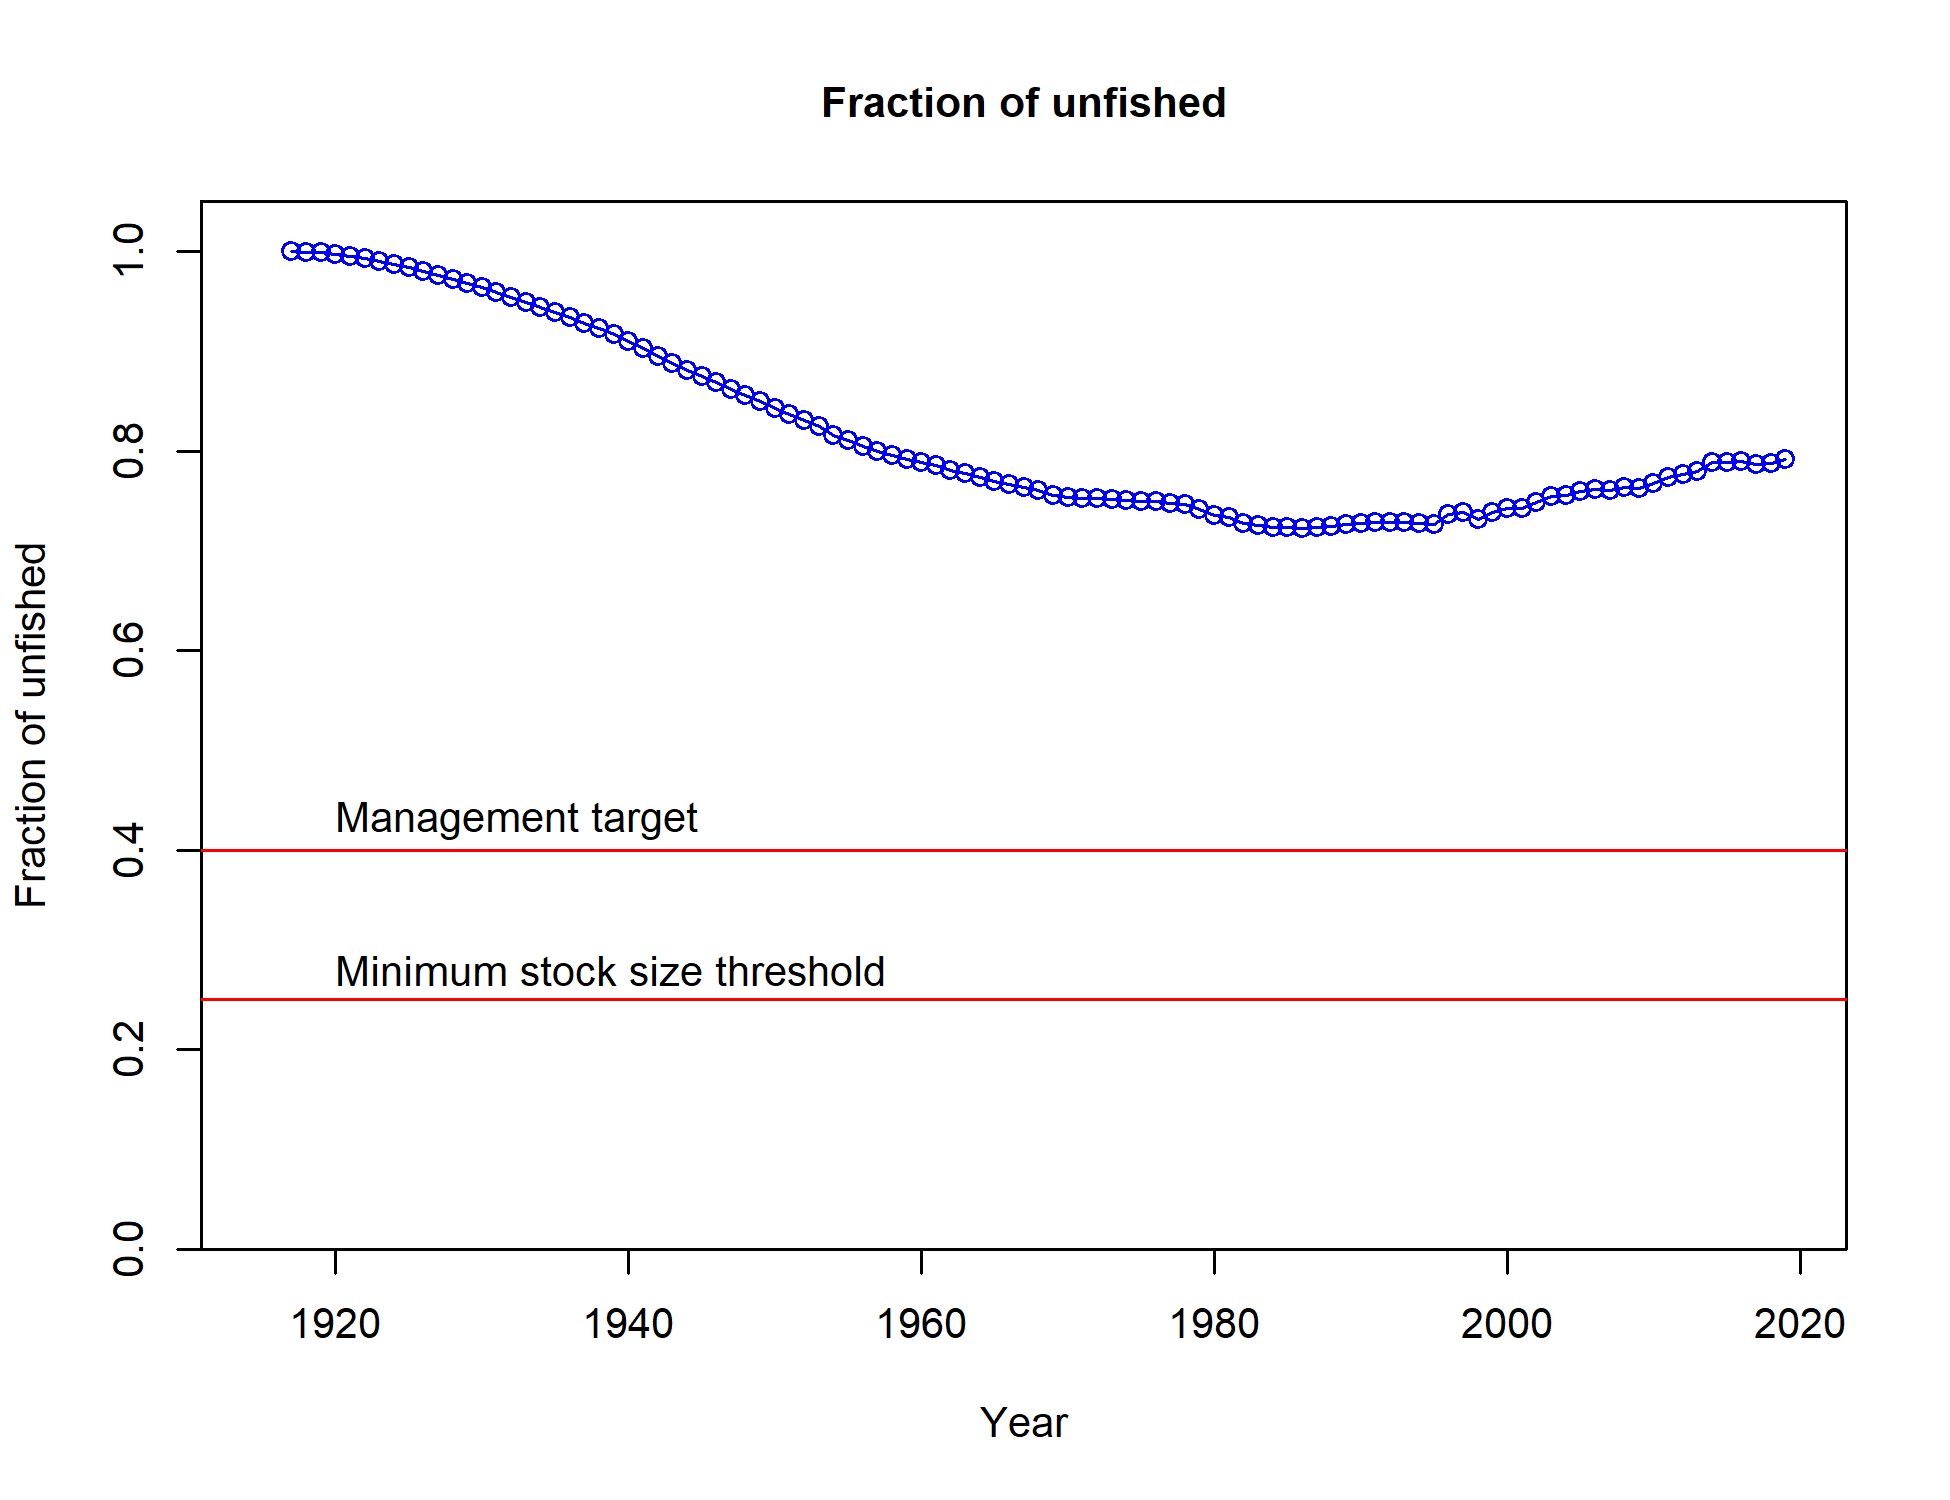 Fraction of unfished
Fraction of unfished
1.0
0.8
0.6
0.4
0.2
0.0
Management target
Minimum stock size threshold
1920 1940 1960 1980 2000 2020
Year